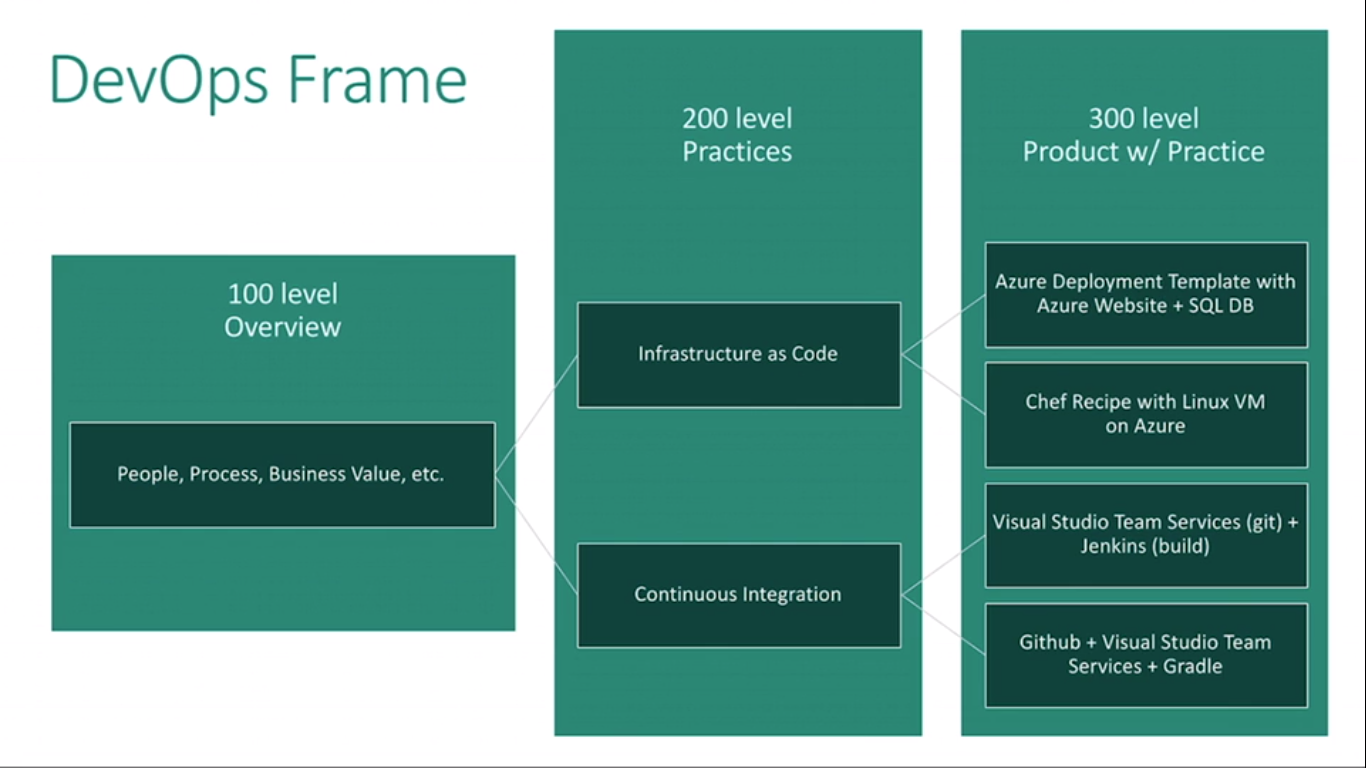 DevOps Frame
100 level
Overview
People, Process, Business Value, etc.
200 level
Practices
Infrastructure as Code
Continuous Integration
300 level
Product w/ Practice
Azure Deployment Template with
Azure Website + SQL DB
Chef Recipe with Linux VM
on Azure
Visual Studio Team Services (git) +
Jenkins (build)
Github + Visual Studio Team
Services + Gradle